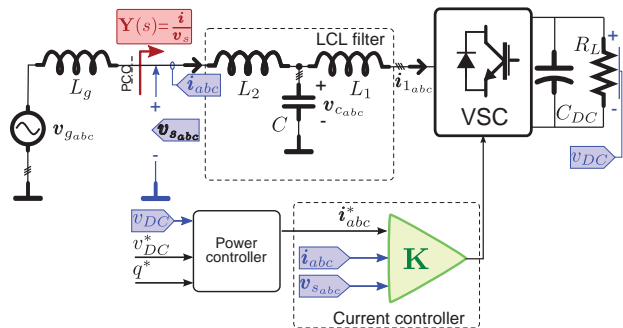 Y(s)=i/v_s
LCL filter
L_g
PCC
i_abc
L_2
L_1
C
+
v_c_abc
-
i_1_abc
VSC
C_DC
R_L
+
-
v_DC
v_g_abc
+
v_s_abc
-
v_DC
v*_DC
q*
Power
controller
i*_abc
i_abc
v_s_abc
K
Current controller